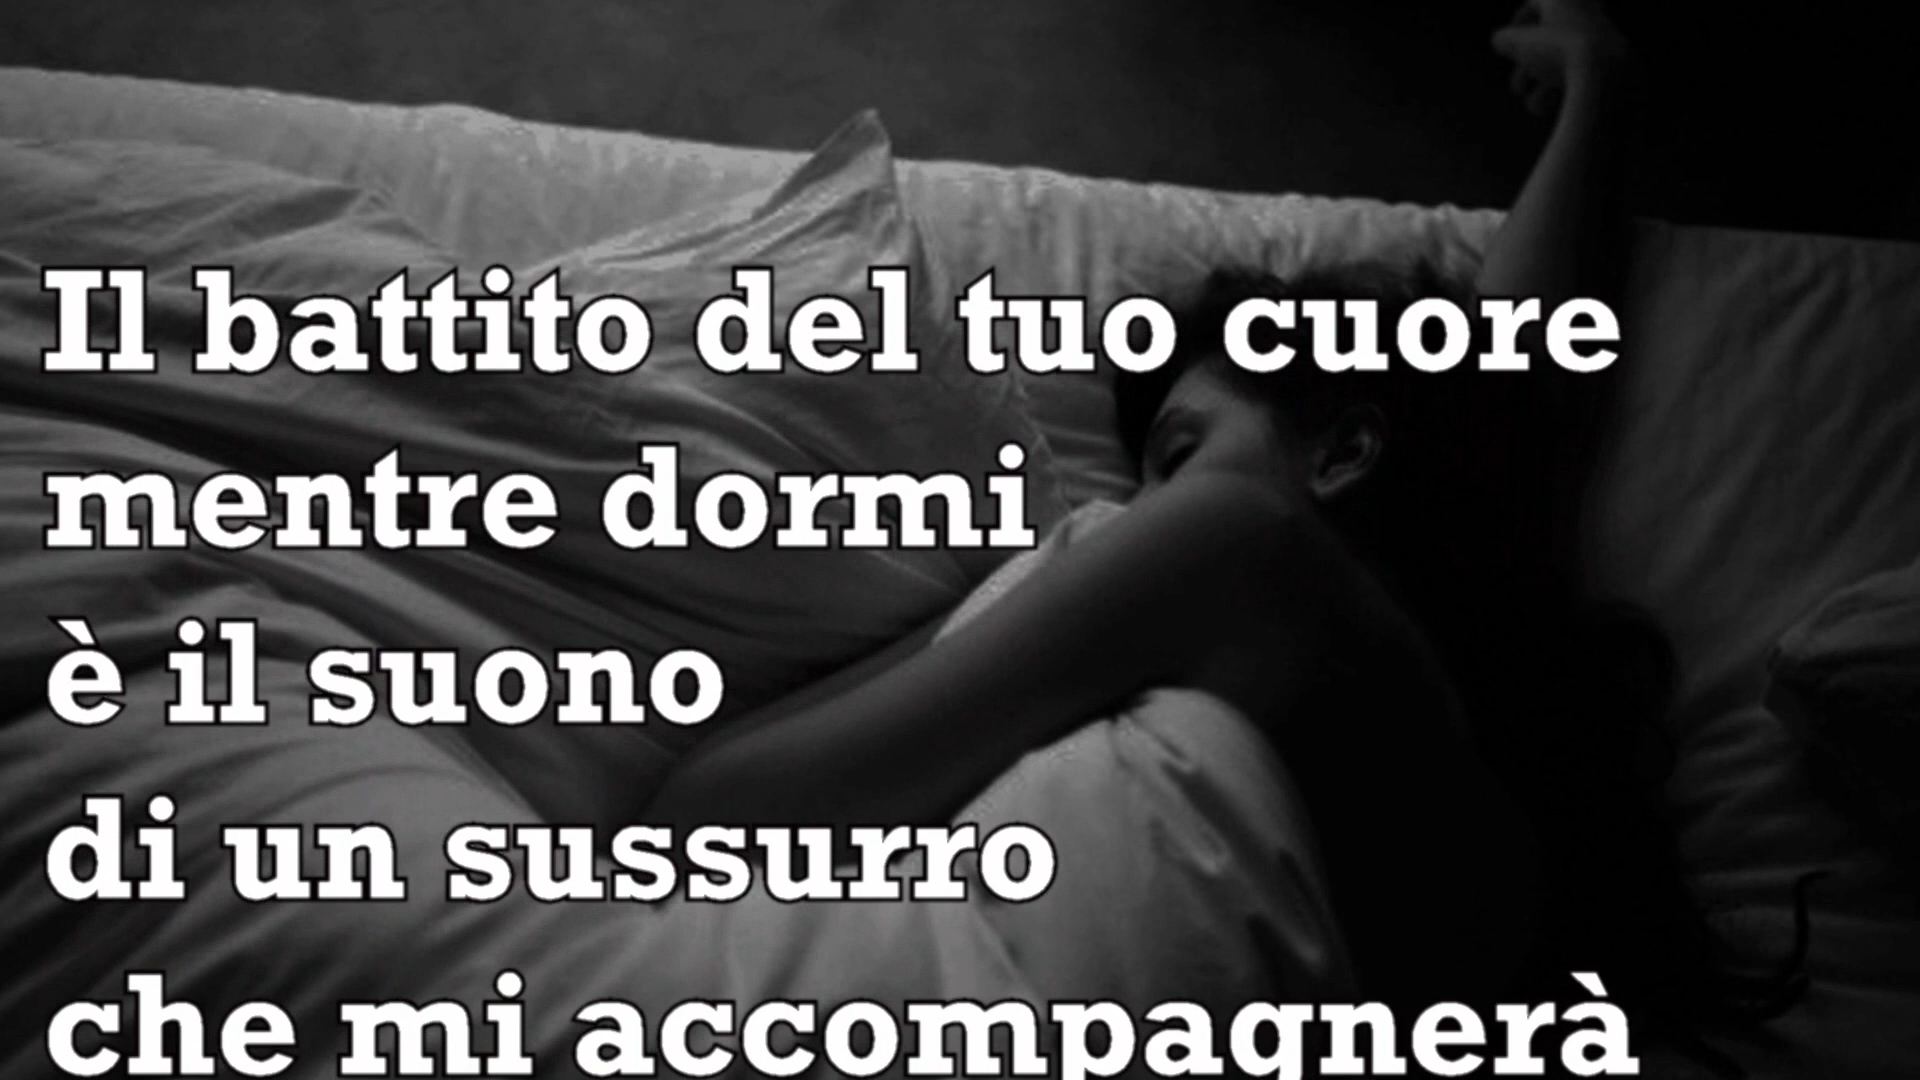 Il battito del tuo cuore
mentre dormi
è il suono
di un sussurro
che mi accompagnerà